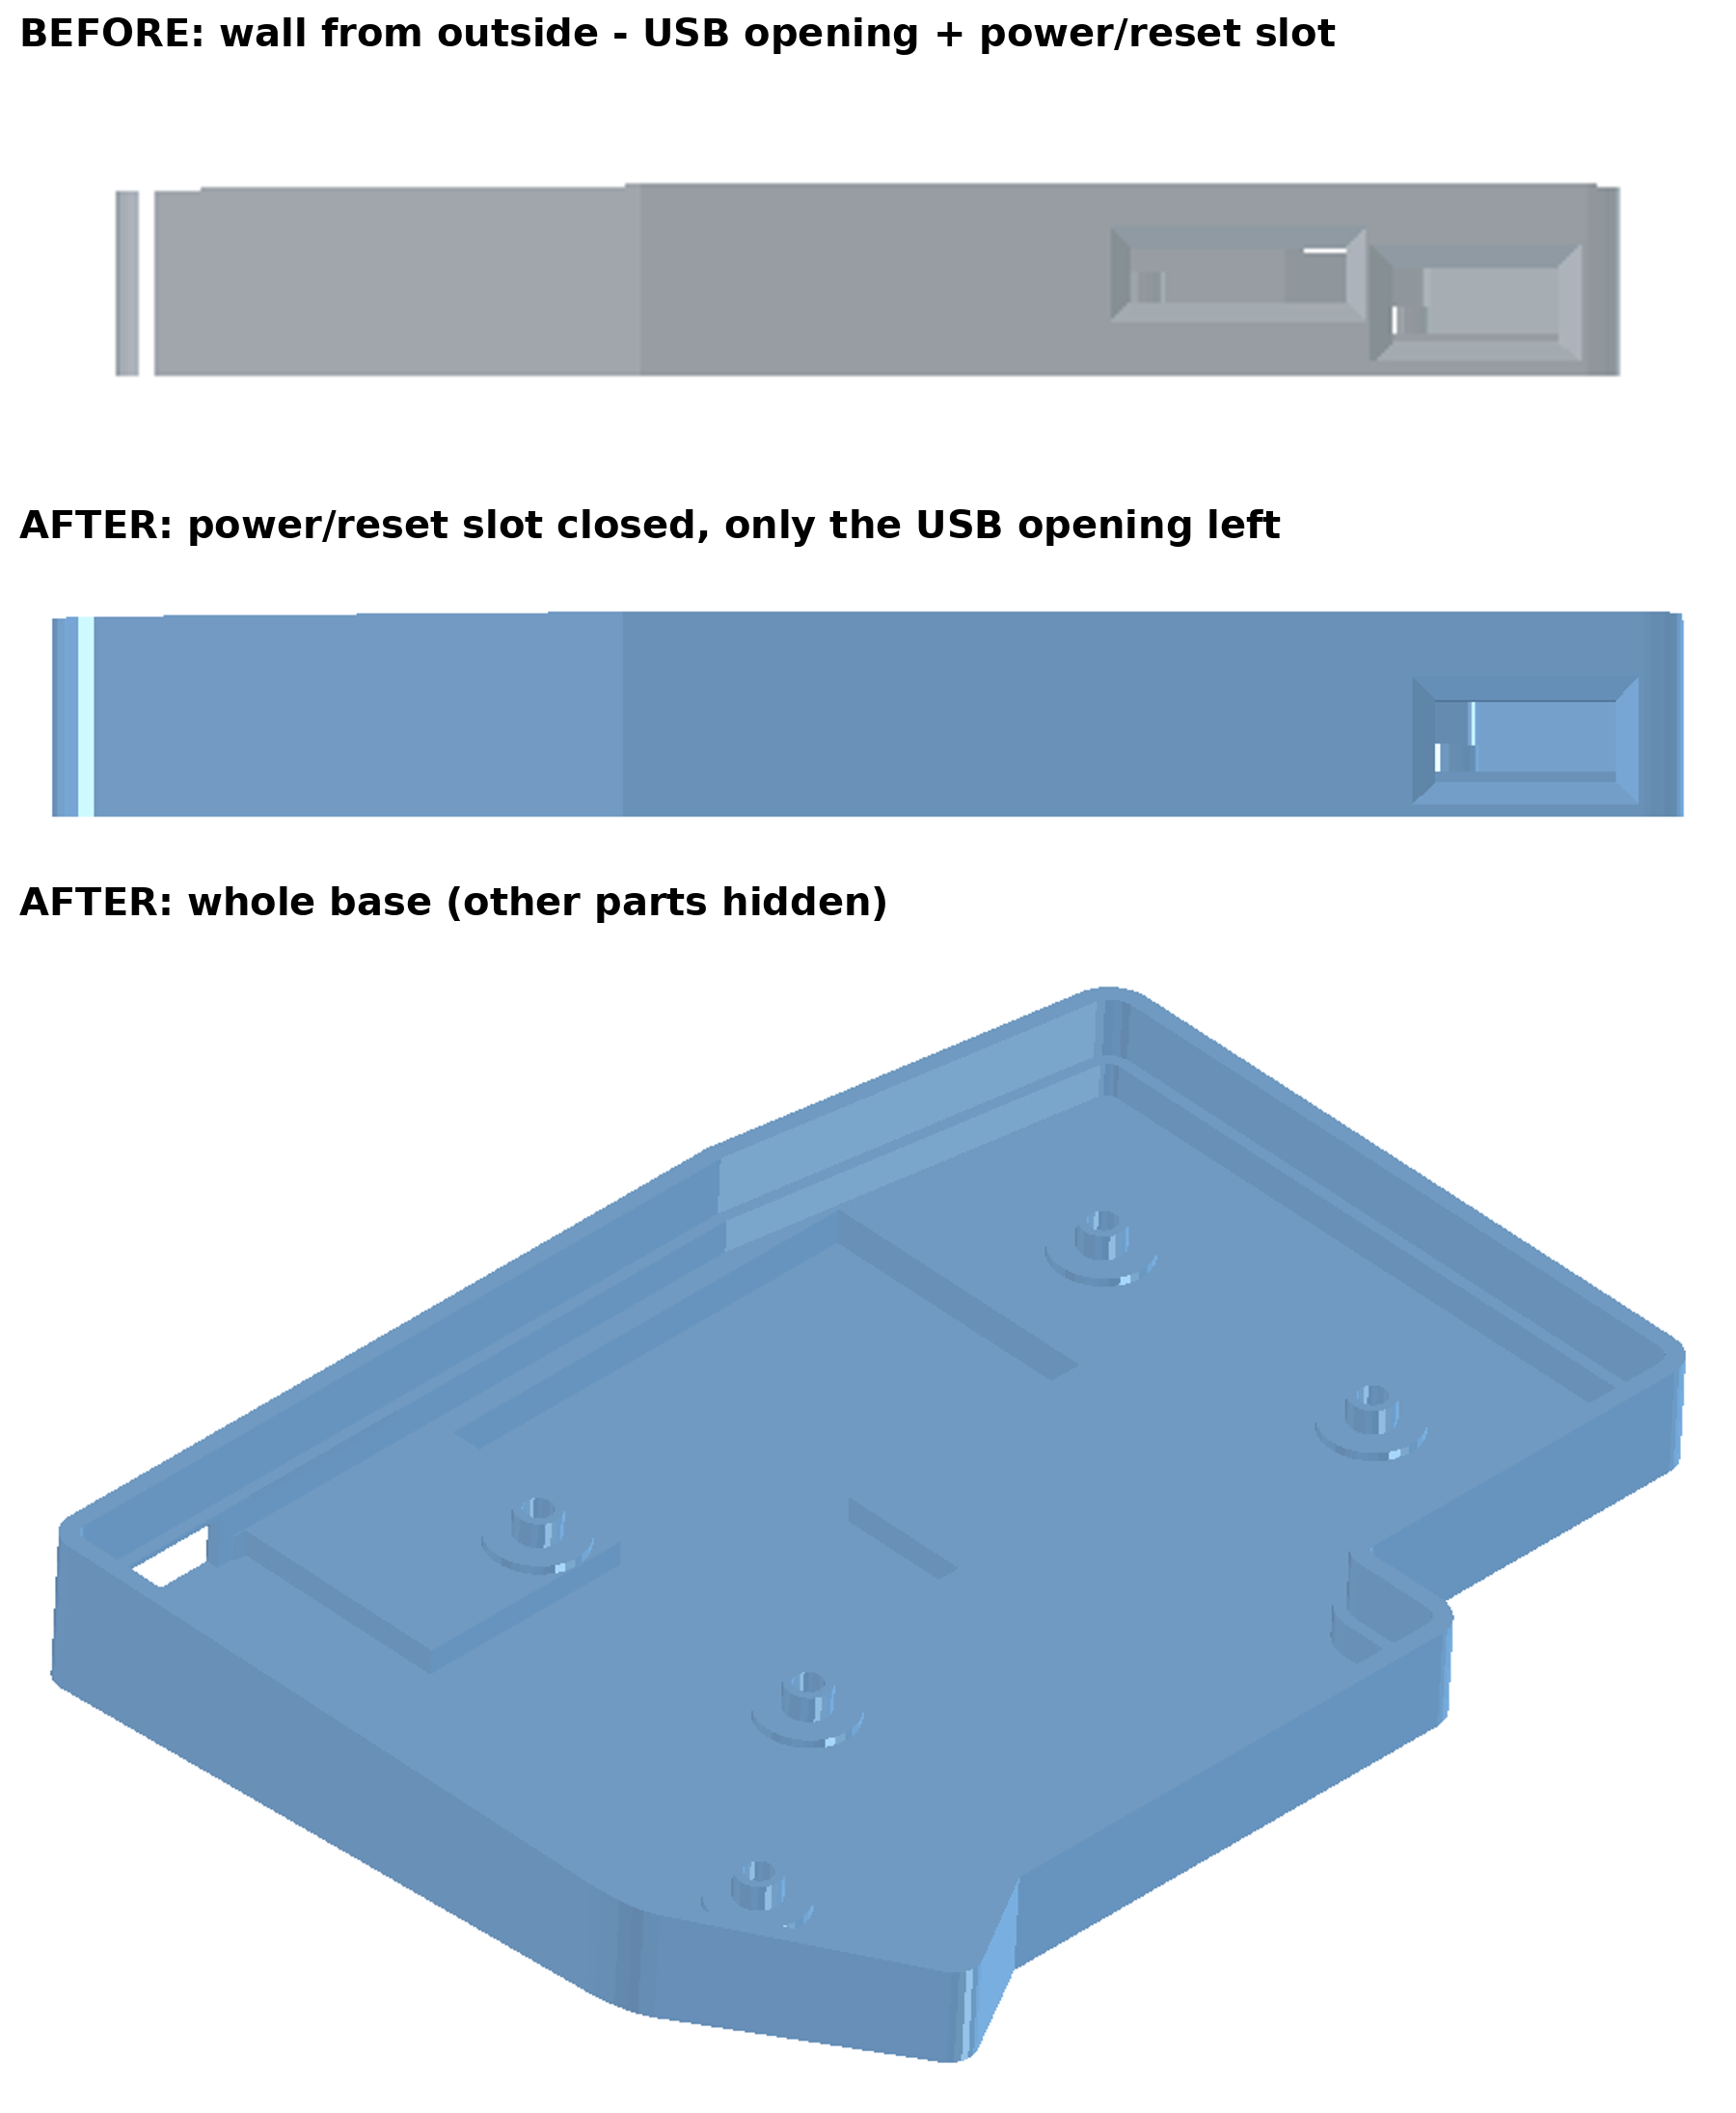 BEFORE: wall from outside - USB opening + power/reset slot
AFTER: power/reset slot closed, only the USB opening left
AFTER: whole base (other parts hidden)